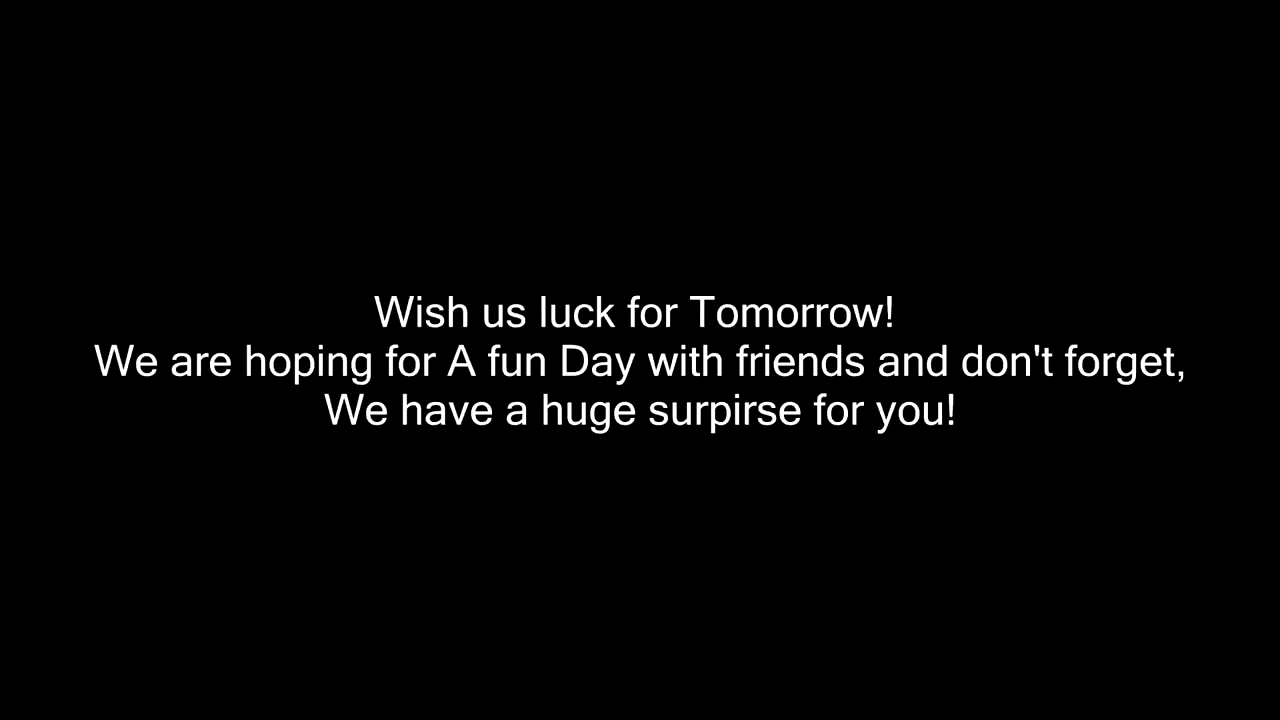 Wish us luck for Tomorrow!
We are hoping for A fun Day with friends and don't forget,
We have a huge surpirse for you!